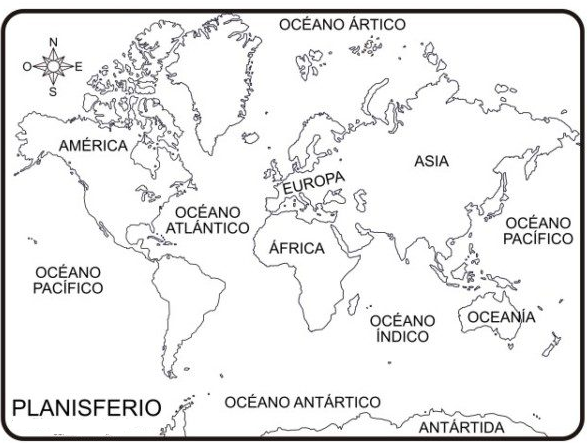 OCÉANO ÁRTICO
N
O E
S
AMÉRICA
ASIA
EUROPA
OCÉANO
ATLÁNTICO
OCÉANO
PACÍFICO
ÁFRICA
OCÉANO
PACÍFICO
OCÉANO
ÍNDICO
OCEANÍA
PLANISFERIO
OCÉANO ANTÁRTICO
ANTÁRTIDA